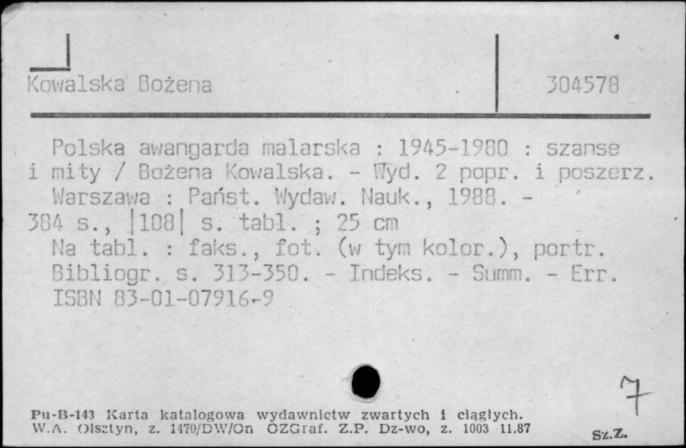 Kowalska Bożena 304578
Polska awangarda malarska : 1945-1980 : szanse
i mity / Bożena Kowalska. - Wyd. 2 popr. i poszerz.
Warszawa : Państ. Wydaw. Nauk., 1988. -
384 s., |108| s. tabl. ; 25 cm
Na tabl. : faks., fot. (w tym kolor.), portr.
Bibliogr. s. 313-350. - Indeks. - Summ. - Err.
ISBN 83-01-07916-9
7
Pu-B-143 Karta katalogowa wydawnictw zwartych i ciągłych.
W.A. Olsztyn, z. 1470/DW/On OZGraf. Z.P. Dz-wo, z. 1003 11.87
Sz.Z.